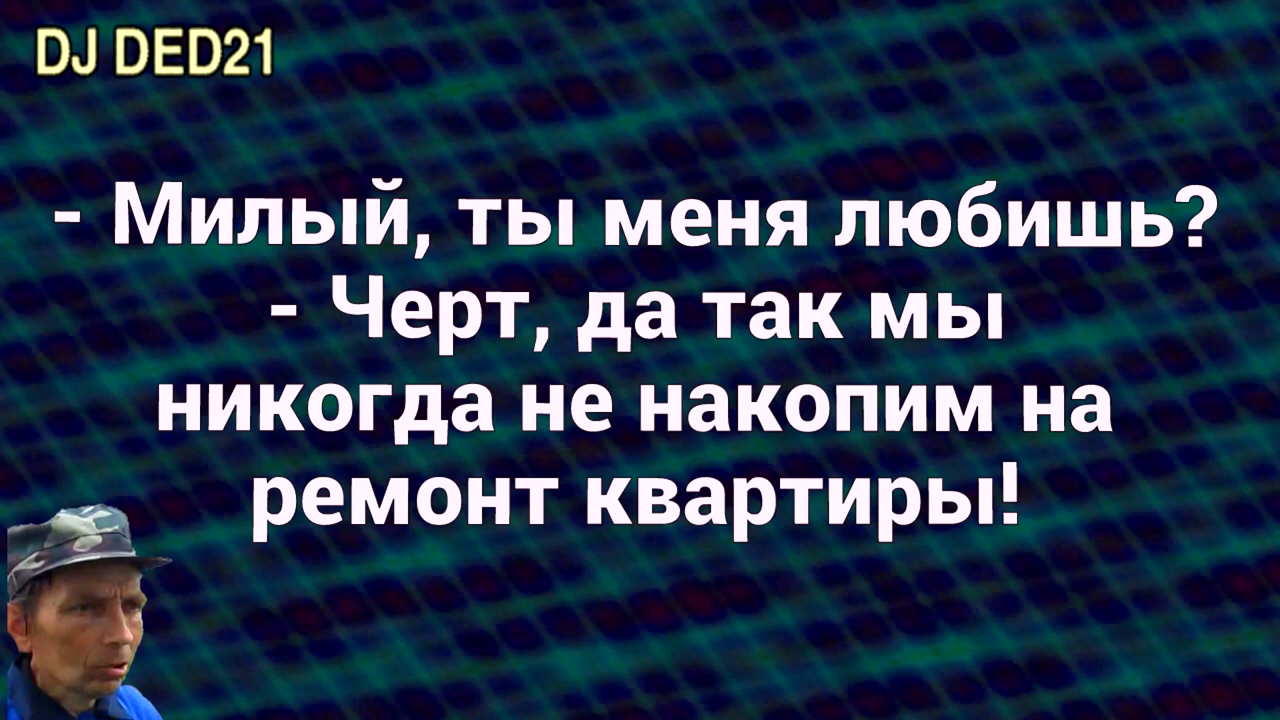 DJ DED21
- Милый, ты меня любишь?
- Черт, да так мы
никогда не накопим на
ремонт квартиры!